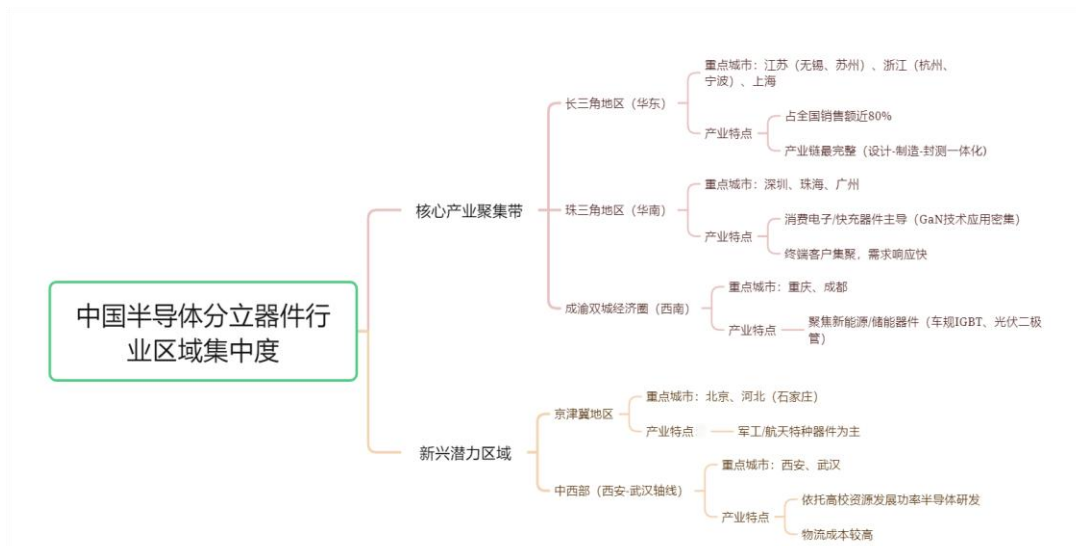 中国半导体分立器件行
业区域集中度
核心产业聚集带
长三角地区（华东）
重点城市：江苏（无锡、苏州）、浙江（杭州、
宁波）、上海
产业特点
占全国销售额近80%
产业链最完整（设计-制造-封测一体化）
珠三角地区（华南）
重点城市：深圳、珠海、广州
产业特点
消费电子/快充器件主导（GaN技术应用密集）
终端客户集聚，需求响应快
成渝双城经济圈（西南）
重点城市：重庆、成都
产业特点
聚焦新能源/储能器件（车规IGBT、光伏二极
管）
新兴潜力区域
京津冀地区
重点城市：北京、河北（石家庄）
产业特点
军工/航天特种器件为主
中西部（西安-武汉轴线）
重点城市：西安、武汉
产业特点
依托高校资源发展功率半导体研发
物流成本较高